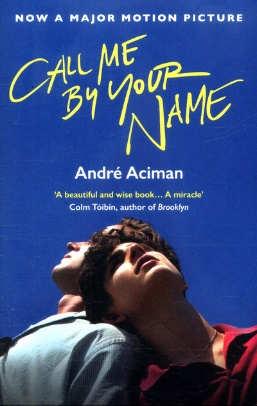 NOW A MAJOR MOTION PICTURE
CALL ME
BY YOUR
NAME
André Aciman
‘A beautiful and wise book... A miracle’
Colm Tóibín, author of Brooklyn